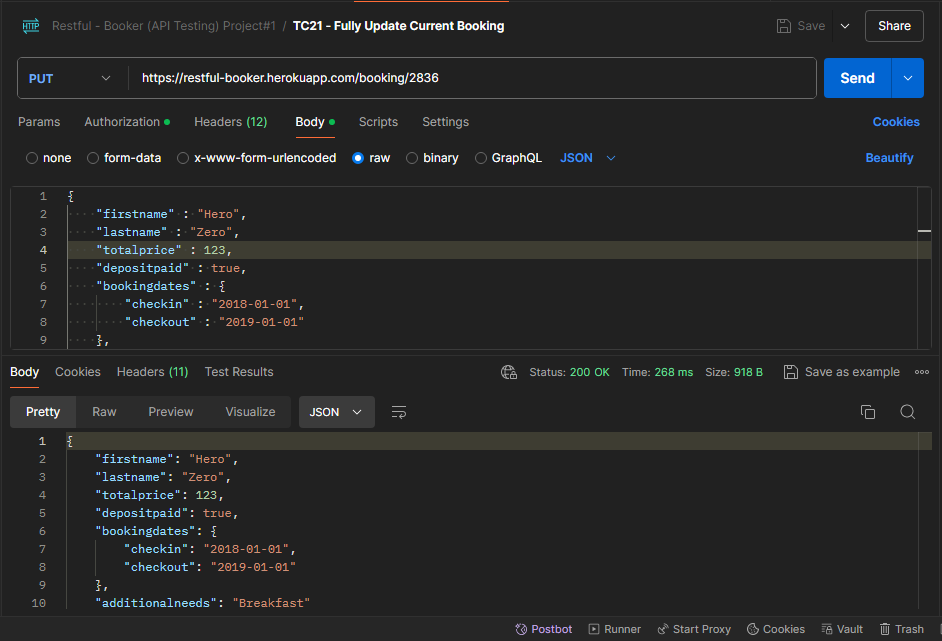 HTTP Restful - Booker (API Testing) Project#1 / TC21 - Fully Update Current Booking Save Share
PUT https://restful-booker.herokuapp.com/booking/2836 Send
Params Authorization Headers (12) Body Scripts Settings Cookies
none form-data x-www-form-urlencoded raw binary GraphQL JSON Beautify
1 {
2 "firstname" : "Hero",
3 "lastname" : "Zero",
4 "totalprice" : 123,
5 "depositpaid" : true,
6 "bookingdates" : {
7 "checkin" : "2018-01-01",
8 "checkout" : "2019-01-01"
9 },
Body Cookies Headers (11) Test Results Status: 200 OK Time: 268 ms Size: 918 B Save as example
Pretty Raw Preview Visualize JSON
1 {
2 "firstname": "Hero",
3 "lastname": "Zero",
4 "totalprice": 123,
5 "depositpaid": true,
6 "bookingdates": {
7 "checkin": "2018-01-01",
8 "checkout": "2019-01-01"
9 },
10 "additionalneeds": "Breakfast"
Postbot Runner Start Proxy Cookies Vault Trash